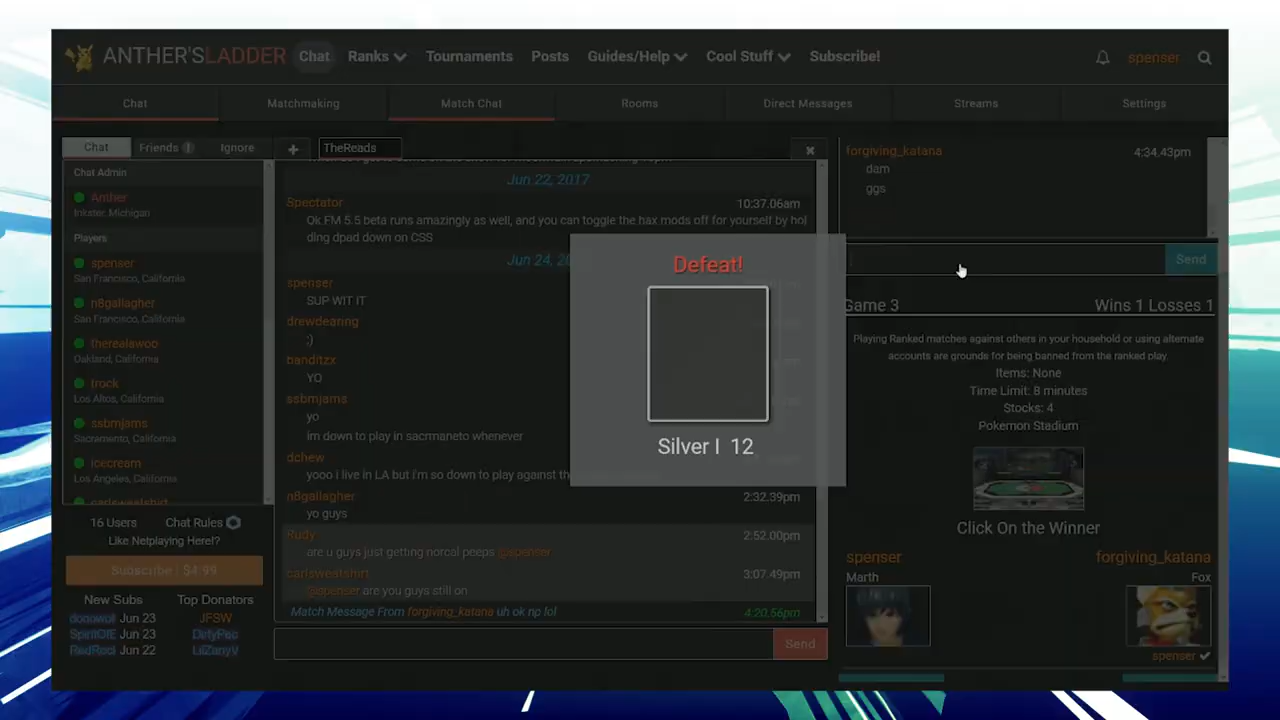 ANTHER'SLADDER Chat Ranks Tournaments Posts Guides/Help Cool Stuff Subscribe! spenser
Chat Matchmaking Match Chat Rooms Direct Messages Streams Settings
Chat Friends ! Ignore
Chat Admin
Anther
Inkster, Michigan
Players
spenser
San Francisco, California
n8gallagher
San Francisco, California
therealawoo
Oakland, California
trock
Los Altos, California
ssbmjams
Sacramento, California
icecream
Los Angeles, California
carlsweatshirt
16 Users Chat Rules
Like Netplaying Here!?
Subscribe | $4.99
New Subs Top Donators
Jun 23 JFSW
Jun 23
Jun 22 LilZanyV
+ TheReads ×
Jun 22, 2017
Spectator 10:37.06am
Ok FM 5.5 beta runs amazingly as well, and you can toggle the hax mods off for yourself by hol
ding dpad down on CSS
Jun 24, 20
spenser
SUP WIT IT
drewdearing
:)
banditzx
YO
ssbmjams
yo
im down to play in sacrmaneto whenever
dchew
yooo i live in LA but i'm so down to play against th
n8gallagher 2:32.39pm
yo guys
Rudy 2:52.00pm
are u guys just getting norcal peeps @spenser
carlsweatshirt 3:07.49pm
@spenser are you guys still on
Match Message From forgiving_katana uh ok np lol 4:20.56pm
Send
Defeat!
Silver I 12
forgiving_katana 4:34.43pm
dam
ggs
Send
Game 3 Wins 1 Losses 1
Playing Ranked matches against others in your household or using alternate
accounts are grounds for being banned from the ranked play.
Items: None
Time Limit: 8 minutes
Stocks: 4
Pokemon Stadium
Click On the Winner
spenser forgiving_katana
Marth Fox
spenser ✓